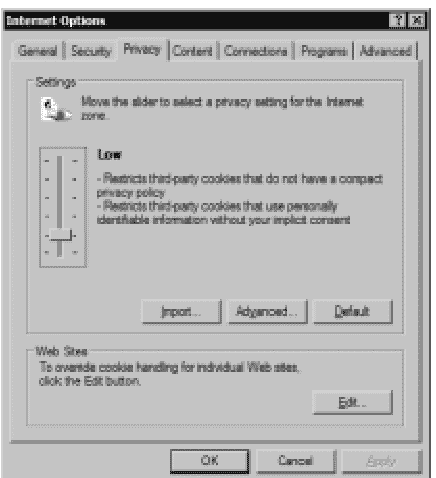 Internet Options
General Security Privacy Content Connections Programs Advanced
Settings
Move the slider to select a privacy setting for the Internet
zone.
Low
- Restricts third-party cookies that do not have a compact
privacy policy
- Restricts third-party cookies that use personally
identifiable information without your implicit consent
Import... Advanced... Default
Web Sites
To override cookie handling for individual Web sites,
click the Edit button.
Edit...
OK Cancel Apply